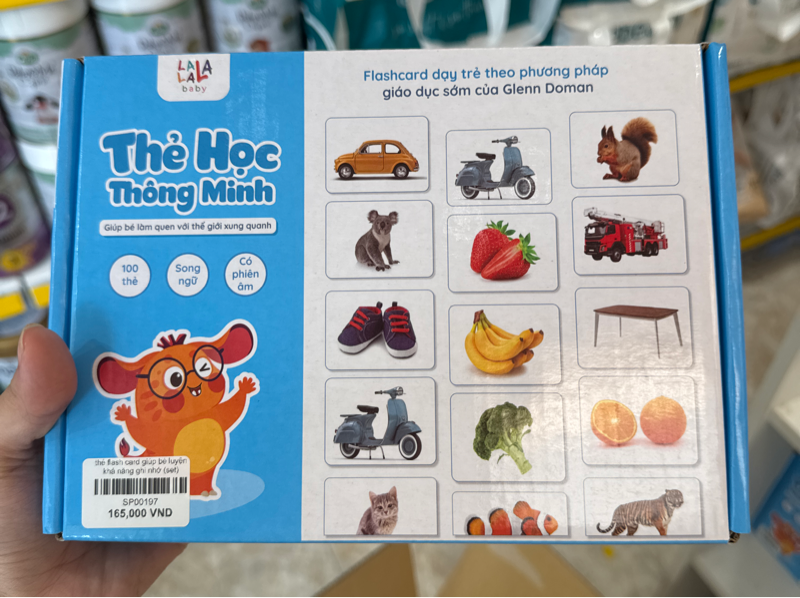 LALA
LALA
baby
Thẻ Học
Thông Minh
Giúp bé làm quen với thế giới xung quanh
100
thẻ
Song
ngữ
Có
phiên
âm
Flashcard dạy trẻ theo phương pháp
giáo dục sớm của Glenn Doman
thẻ flash card giúp bé luyện
khả năng ghi nhớ (set)
SP00197
165,000 VND